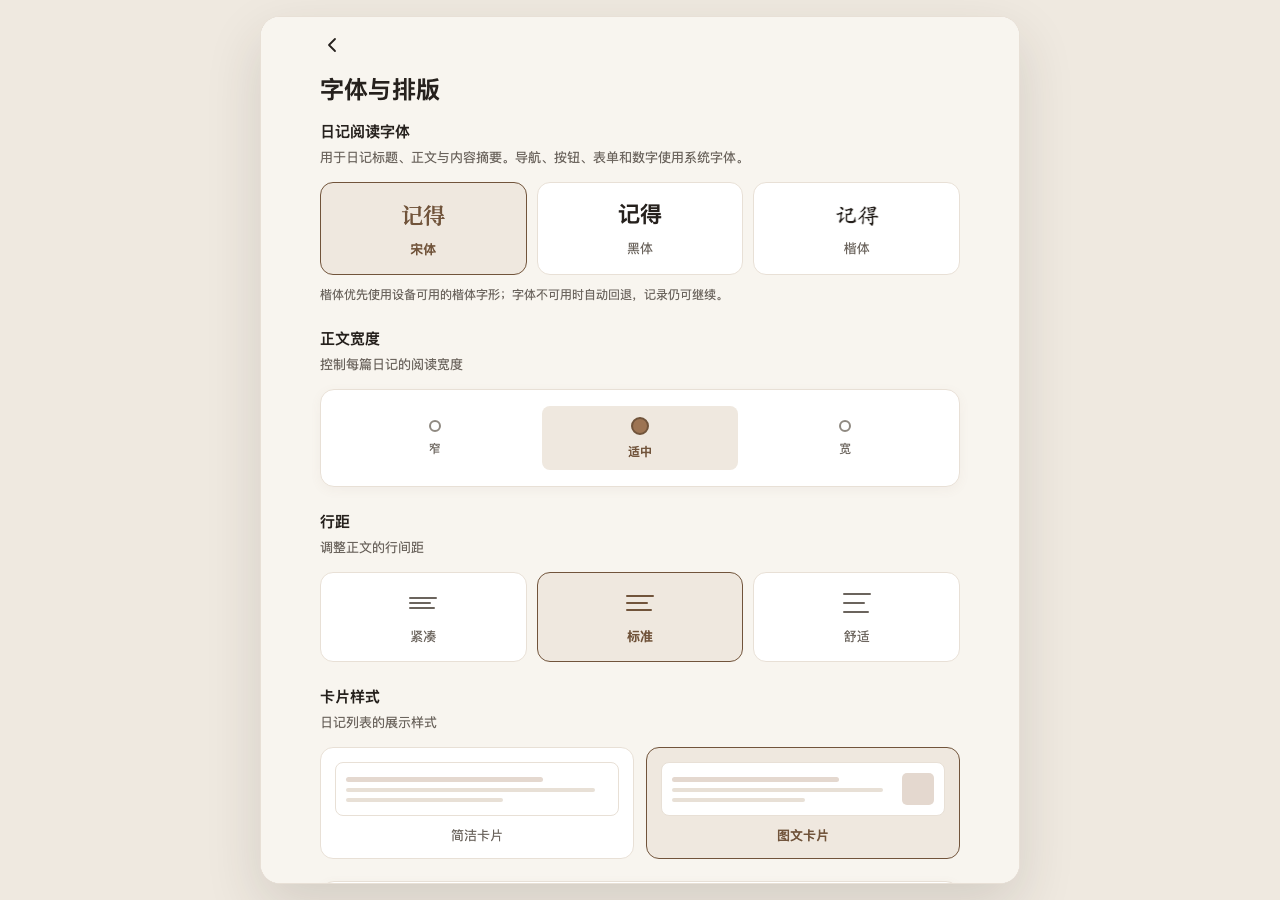 字体与排版
日记阅读字体
用于日记标题、正文与内容摘要。导航、按钮、表单和数字使用系统字体。
记得
宋体
记得
黑体
记得
楷体
楷体优先使用设备可用的楷体字形；字体不可用时自动回退，记录仍可继续。
正文宽度
控制每篇日记的阅读宽度
窄
适中
宽
行距
调整正文的行间距
紧凑
标准
舒适
卡片样式
日记列表的展示样式
简洁卡片
图文卡片